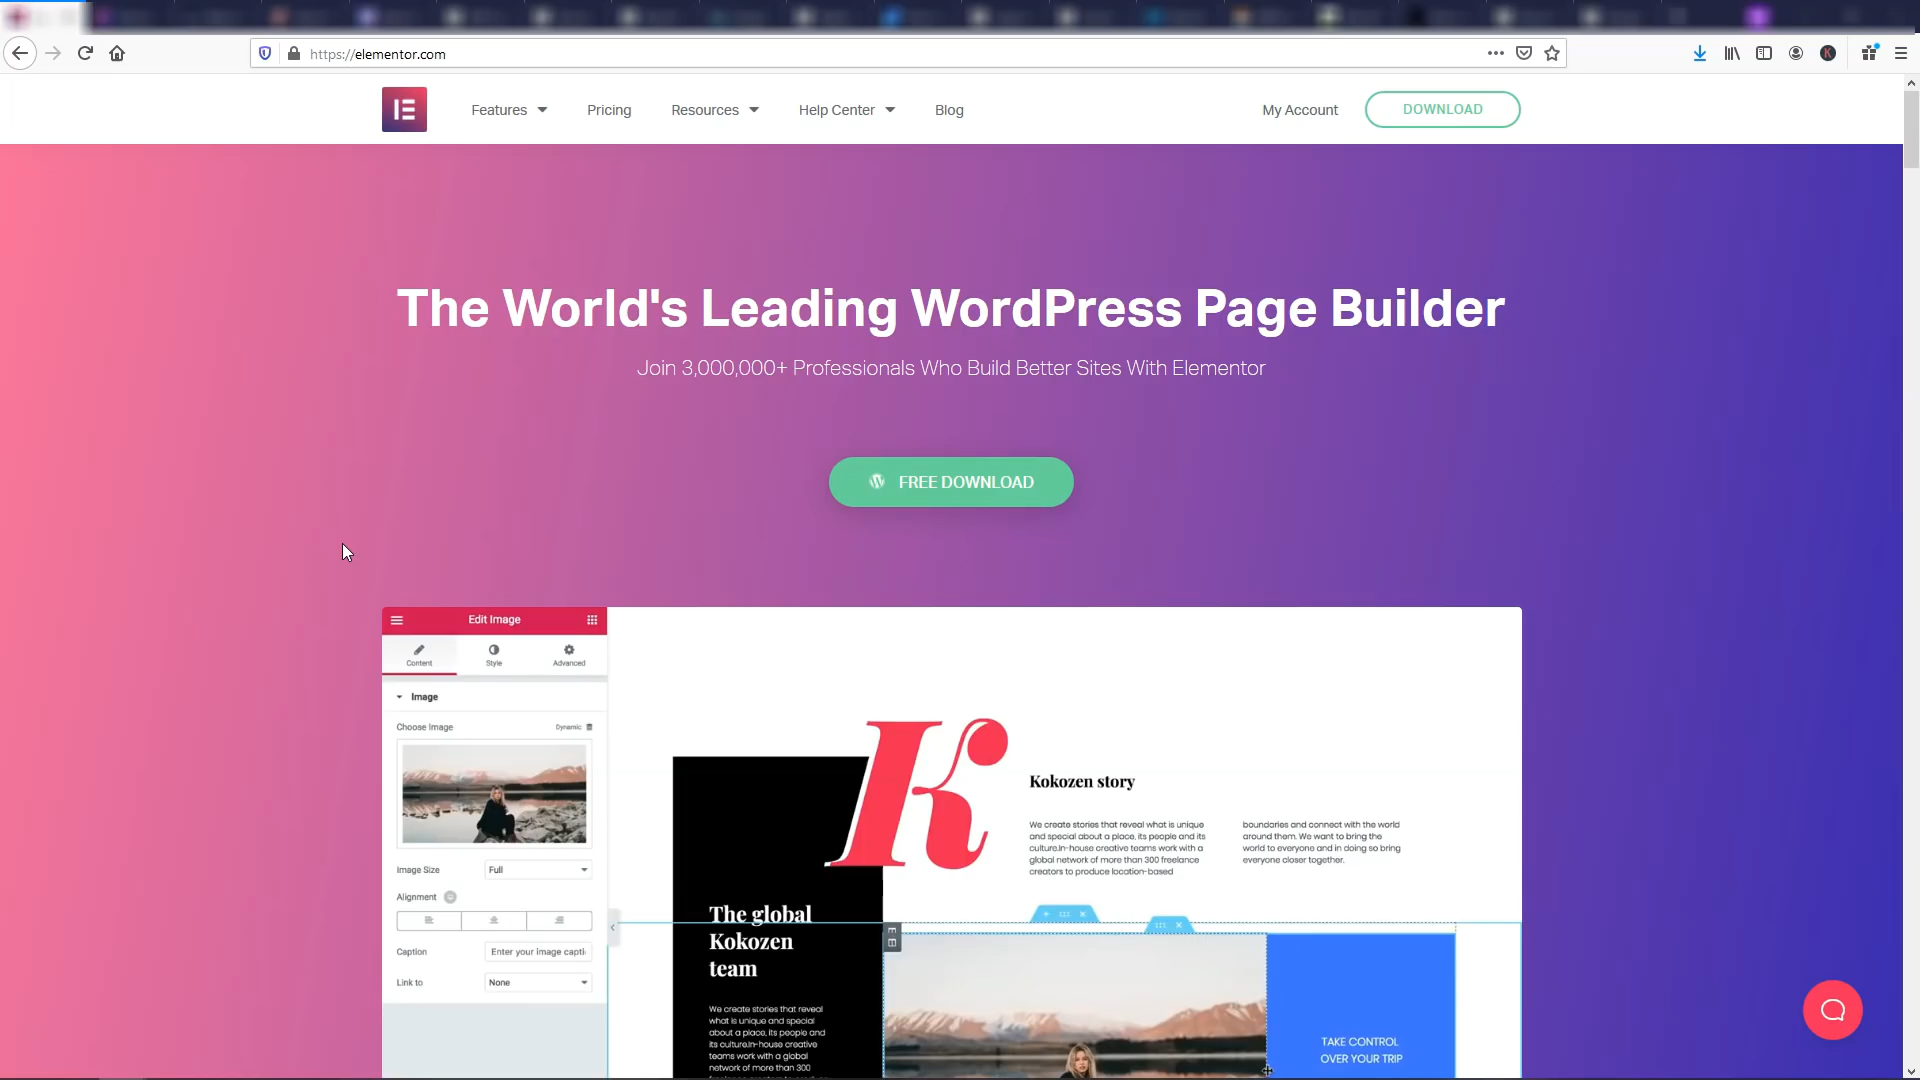 https://elementor.com
Features
Pricing
Resources
Help Center
Blog
My Account
DOWNLOAD
The World's Leading WordPress Page Builder
Join 3,000,000+ Professionals Who Build Better Sites With Elementor
FREE DOWNLOAD
Edit Image
Content
Style
Advanced
Image
Choose Image
Dynamic
Image Size
Full
Alignment
Caption
Enter your image capti
Link to
None
K
Kokozen story
We create stories that reveal what is unique
and special about a place, its people and its
culture.In-house creative teams work with a
global network of more than 300 freelance
creators to produce location-based
boundaries and connect with the world
around them. We want to bring the
world to everyone and in doing so bring
everyone closer together.
The global
Kokozen
team
We create stories that reveal
what is unique and special
about a place, its people and
its culture.In-house creative
teams work with a global
network of more than 300
TAKE CONTROL
OVER YOUR TRIP